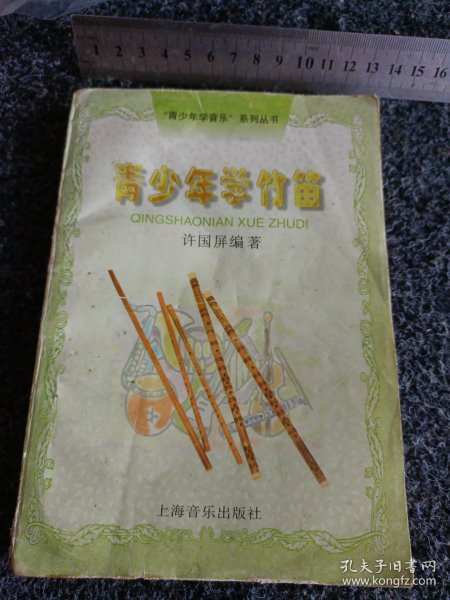 1 2 3 4 5 6 7 8 9 10 11 12 13 14 15 16
“青少年学音乐”系列丛书
青少年学竹笛
QINGSHAONIAN XUE ZHUDI
许国屏编著
上海音乐出版社
孔夫子旧书网
www.kongfz.com